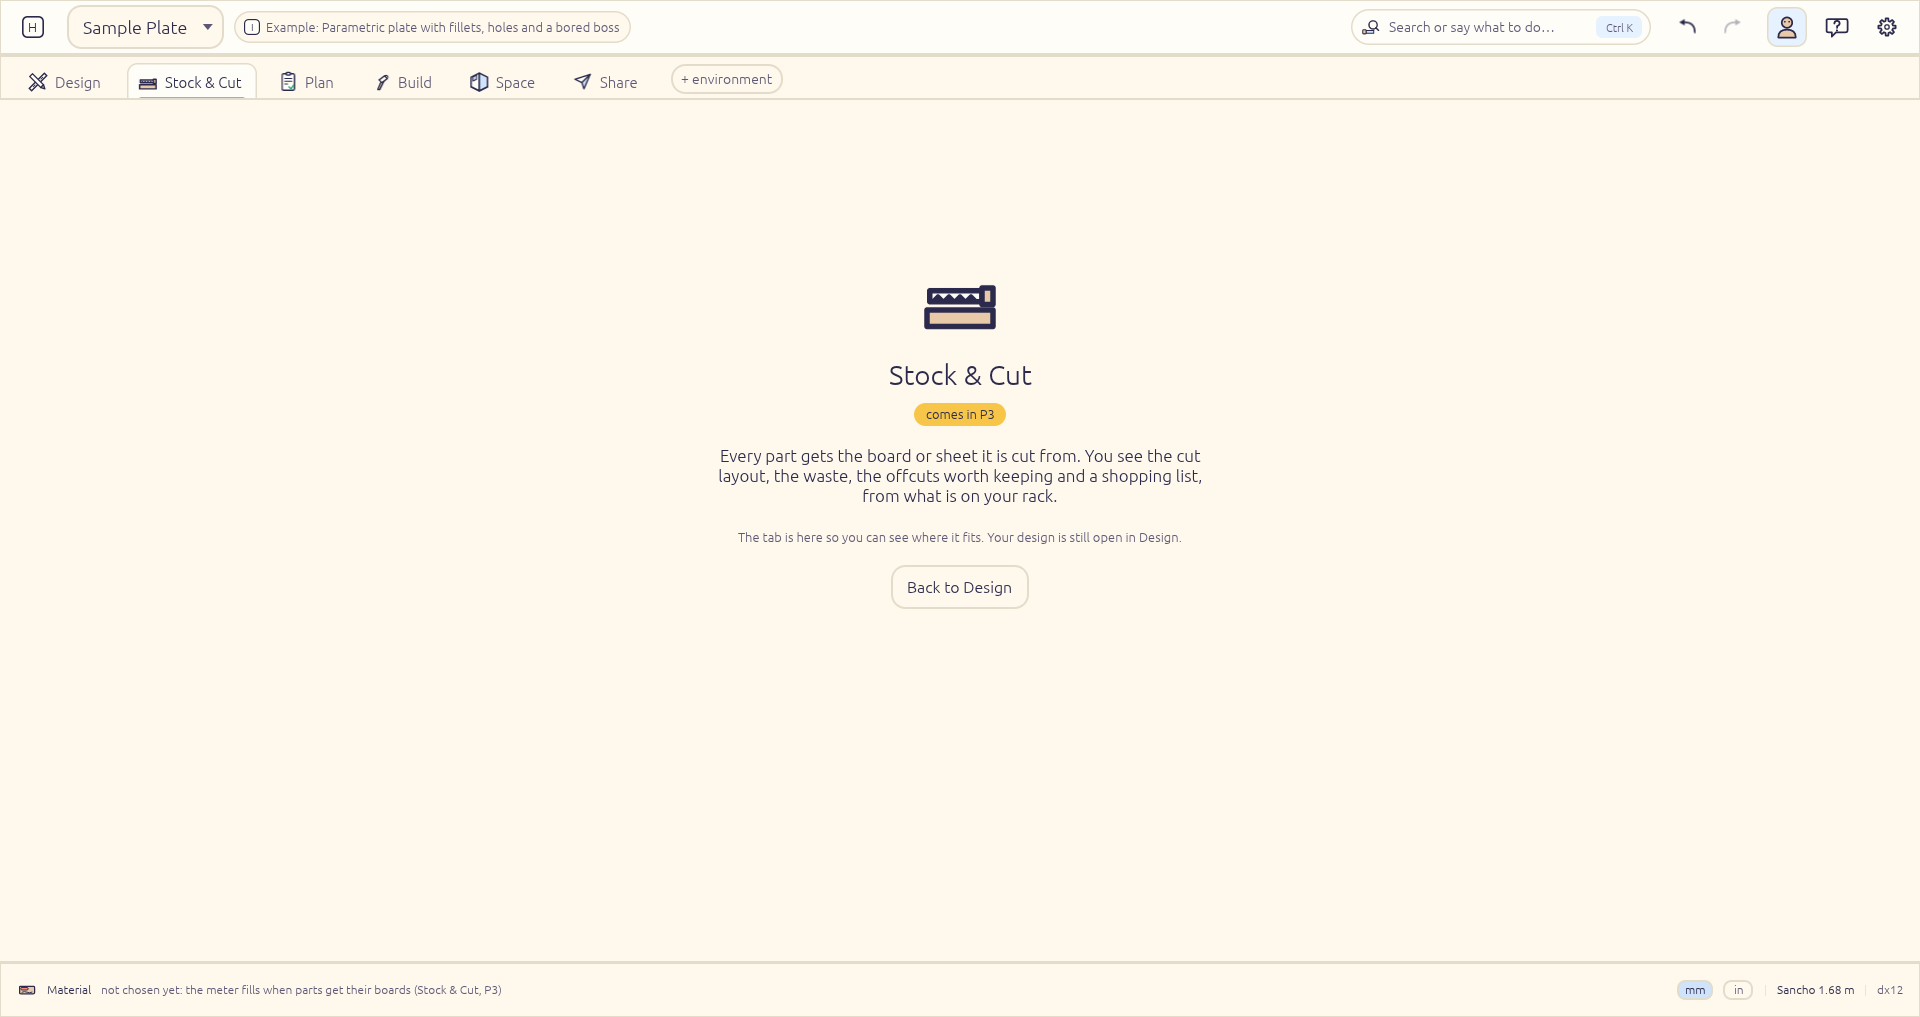 H
Sample Plate
I Example: Parametric plate with fillets, holes and a bored boss
Search or say what to do... Ctrl K
Design
Stock & Cut
Plan
Build
Space
Share
+ environment
Stock & Cut
comes in P3
Every part gets the board or sheet it is cut from. You see the cut
layout, the waste, the offcuts worth keeping and a shopping list,
from what is on your rack.
The tab is here so you can see where it fits. Your design is still open in Design.
Back to Design
Material not chosen yet: the meter fills when parts get their boards (Stock & Cut, P3)
mm
in
Sancho 1.68 m
dx12